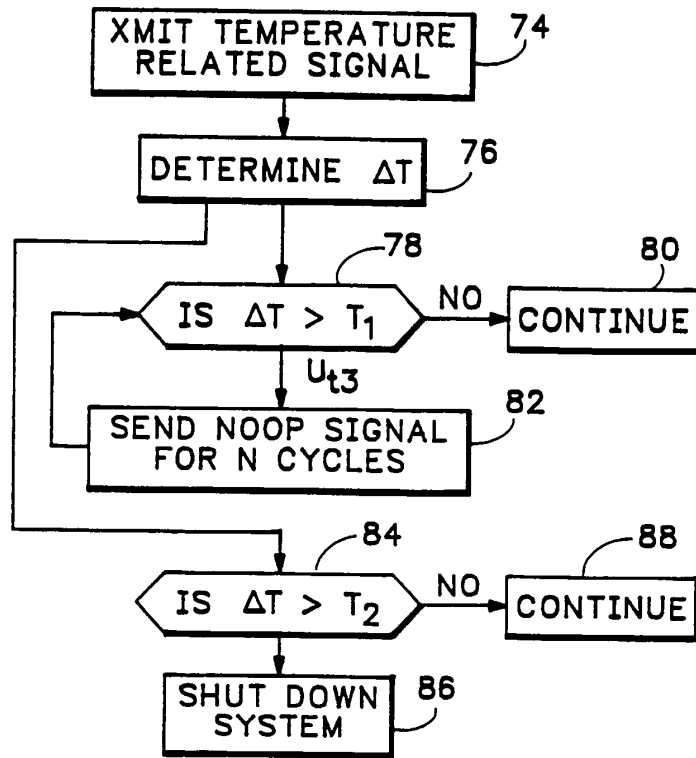 XMIT TEMPERATURE
RELATED SIGNAL
74
DETERMINE ΔT
76
IS ΔT > T1
78
NO
CONTINUE
80
Ut3
SEND NOOP SIGNAL
FOR N CYCLES
82
IS ΔT > T2
84
NO
CONTINUE
88
SHUT DOWN
SYSTEM
86